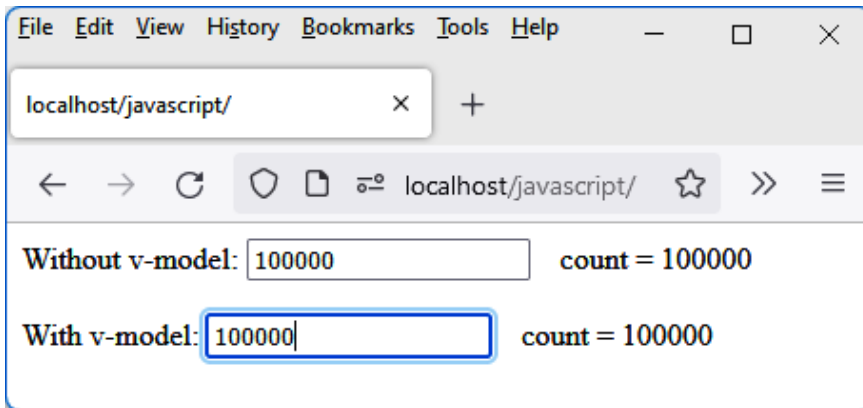 File Edit View History Bookmarks Tools Help
localhost/javascript/
localhost/javascript/
Without v-model: 100000 count = 100000
With v-model: 100000 count = 100000